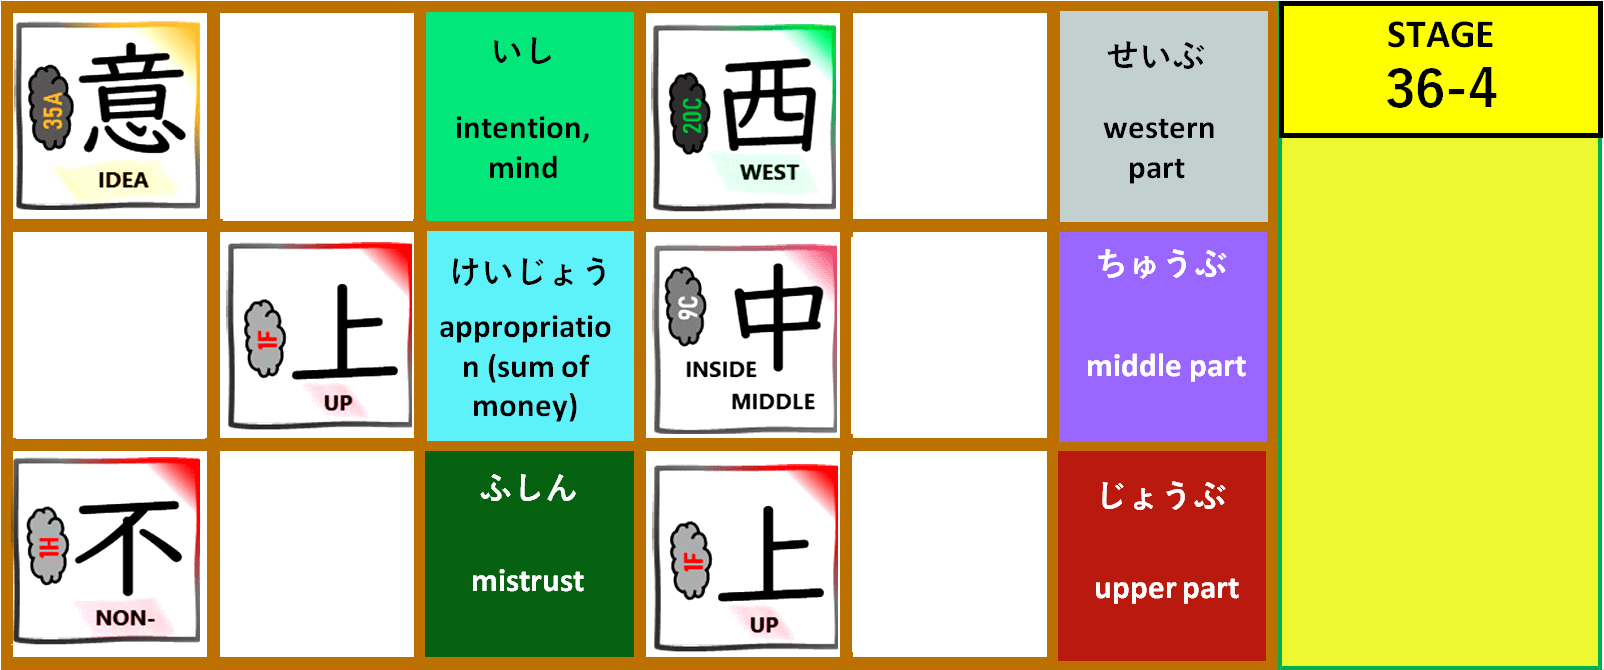 35A
意
IDEA
いし
intention,
mind
20C
西
WEST
せいぶ
western
part
STAGE
36-4
1F
上
UP
けいじょう
appropriatio
n (sum of
money)
9C
中
INSIDE
MIDDLE
ちゅうぶ
middle part
1H
不
NON-
ふしん
mistrust
1F
上
UP
じょうぶ
upper part